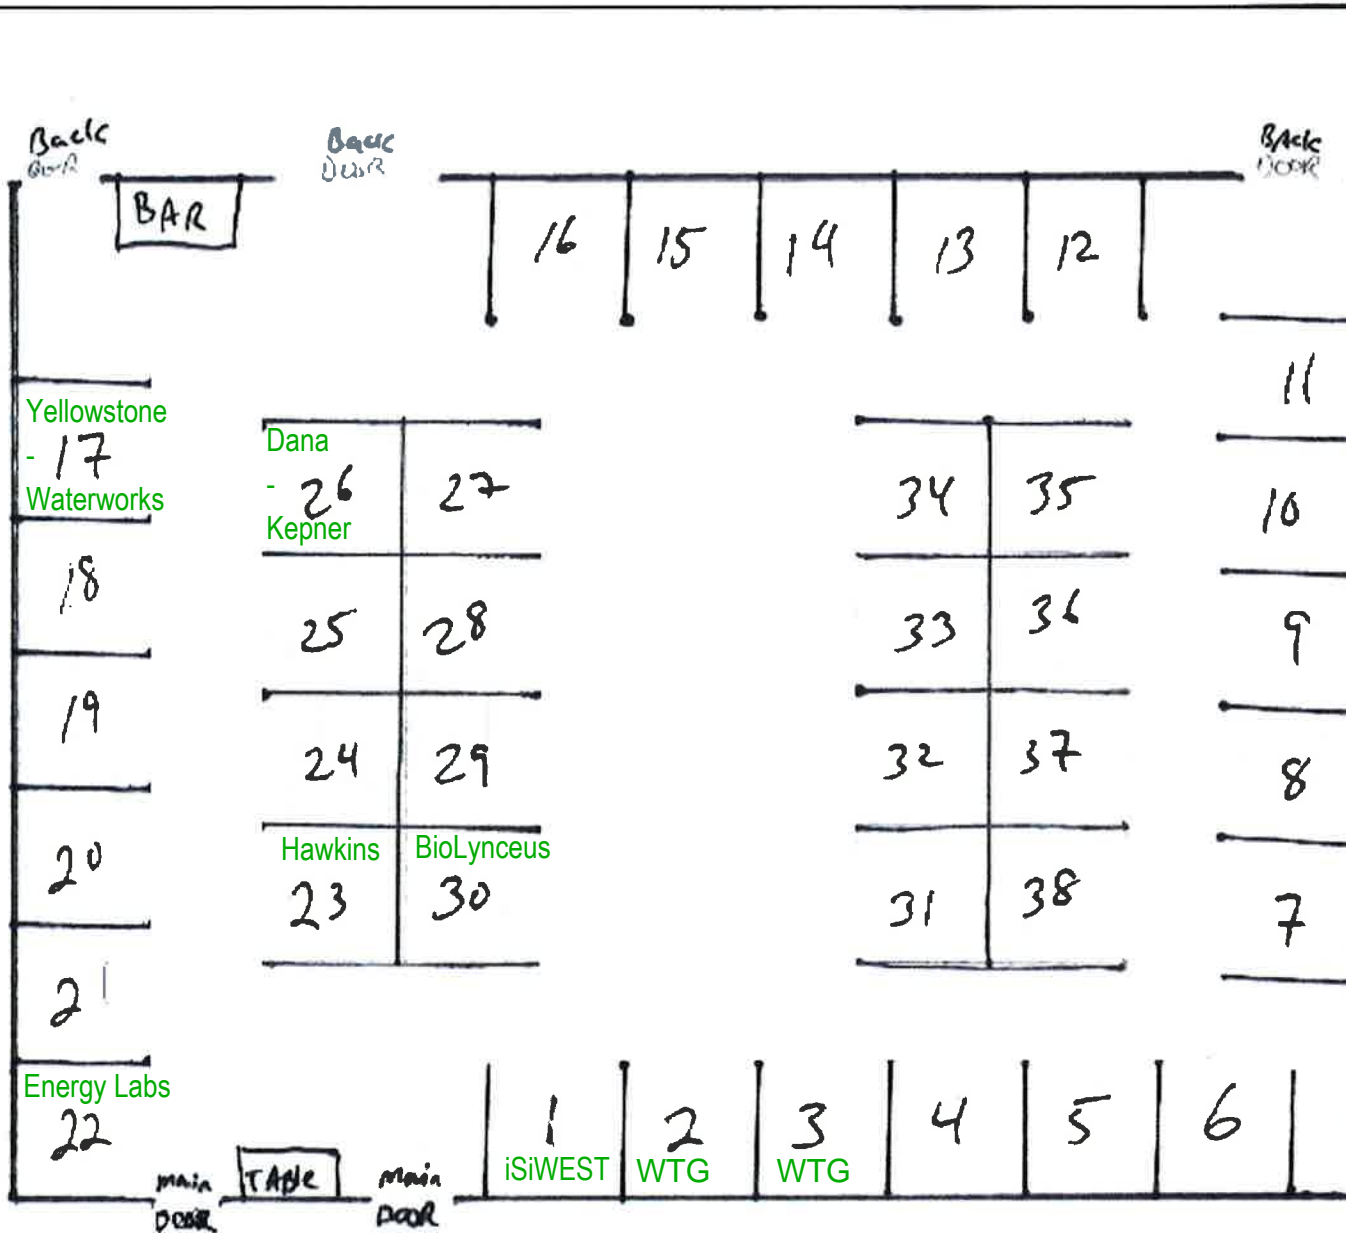 Back
Door
Back
Door
BAck
DOOR
BAR
16 15 14 13 12
11
Yellowstone
- 17
Waterworks
Dana
- 26
Kepner
27
34 35
10
18
25 28
33 36
9
19
24 29
32 37
8
20
Hawkins
23
BioLynceus
30
31 38
7
21
Energy Labs
22
1 2 3 4 5 6
iSiWEST WTG WTG
main
DOOR
TABle
main
DOOR